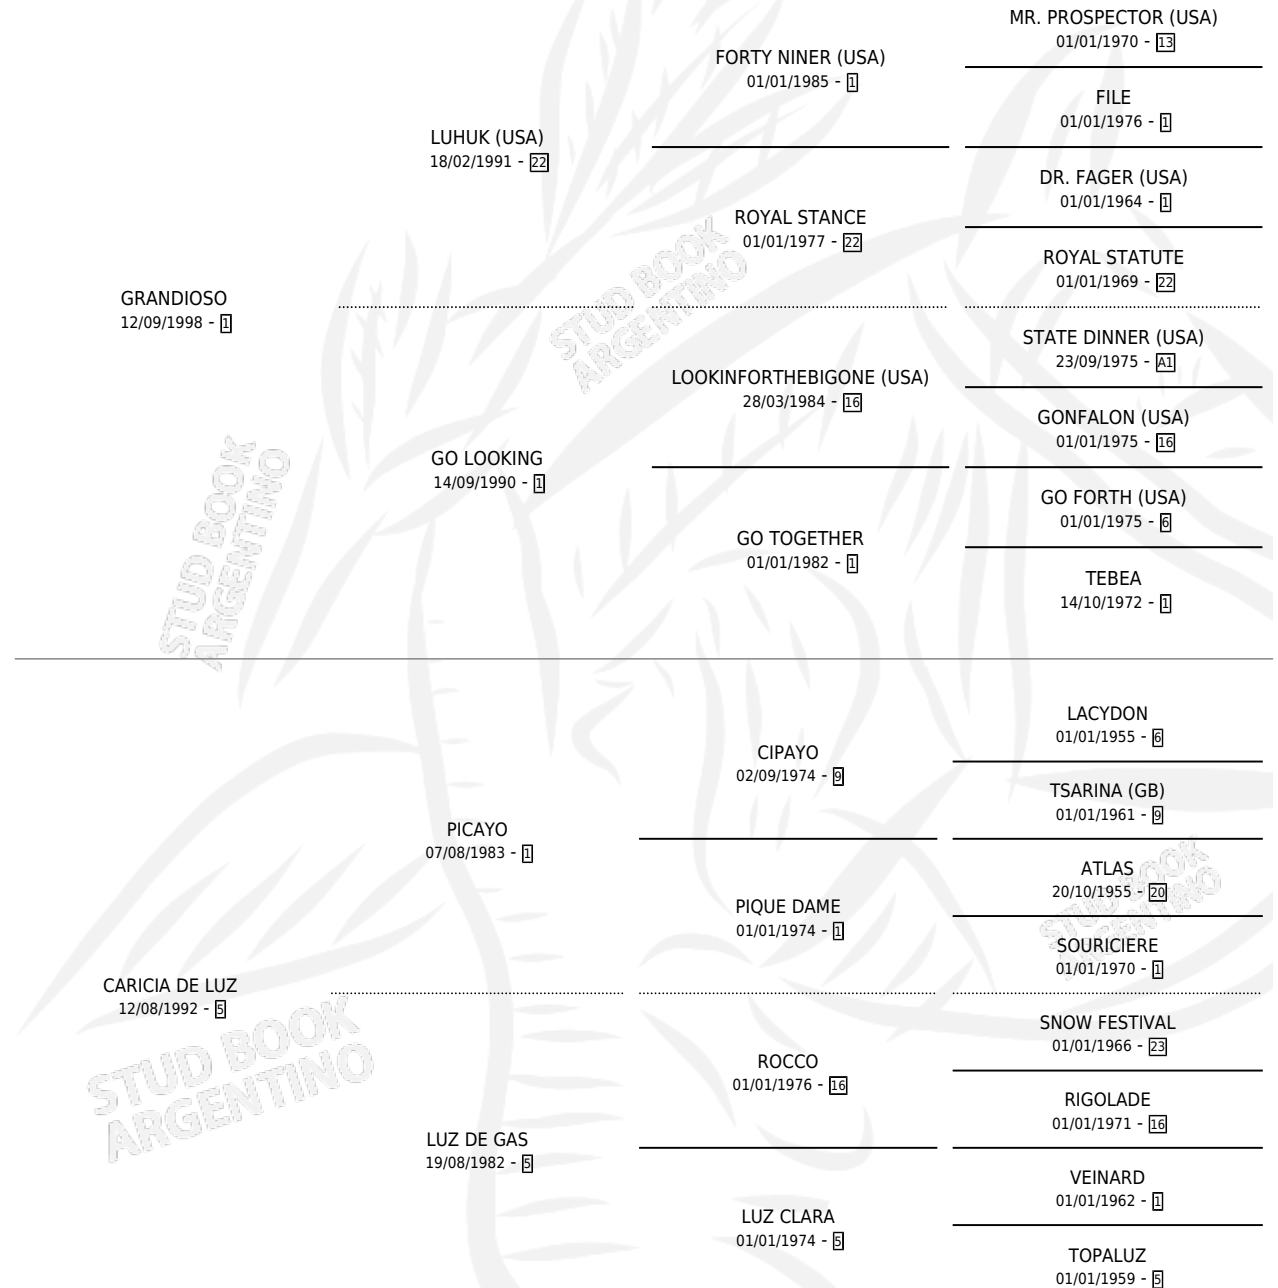 MR. PROSPECTOR (USA)
01/01/1970 - 13
FORTY NINER (USA)
01/01/1985 - 1
FILE
01/01/1976 - 1
LUHUK (USA)
18/02/1991 - 22
DR. FAGER (USA)
01/01/1964 - 1
ROYAL STANCE
01/01/1977 - 22
ROYAL STATUTE
01/01/1969 - 22
GRANDIOSO
12/09/1998 - 1
STATE DINNER (USA)
23/09/1975 - A1
LOOKINFORTHEBIGONE (USA)
28/03/1984 - 16
GONFALON (USA)
01/01/1975 - 16
GO LOOKING
14/09/1990 - 1
GO FORTH (USA)
01/01/1975 - 6
GO TOGETHER
01/01/1982 - 1
TEBEA
14/10/1972 - 1
LACYDON
01/01/1955 - 6
CIPAYO
02/09/1974 - 9
TSARINA (GB)
01/01/1961 - 9
PICAYO
07/08/1983 - 1
ATLAS
20/10/1955 - 20
PIQUE DAME
01/01/1974 - 1
SOURICIERE
01/01/1970 - 1
CARICIA DE LUZ
12/08/1992 - 5
SNOW FESTIVAL
01/01/1966 - 23
ROCCO
01/01/1976 - 16
RIGOLADE
01/01/1971 - 16
LUZ DE GAS
19/08/1982 - 5
VEINARD
01/01/1962 - 1
LUZ CLARA
01/01/1974 - 5
TOPALUZ
01/01/1959 - 5
STUD BOOK
ARGENTINO
STUD BOOK
ARGENTINO
STUD BOOK
ARGENTINO
STUD BOOK
ARGENTINO